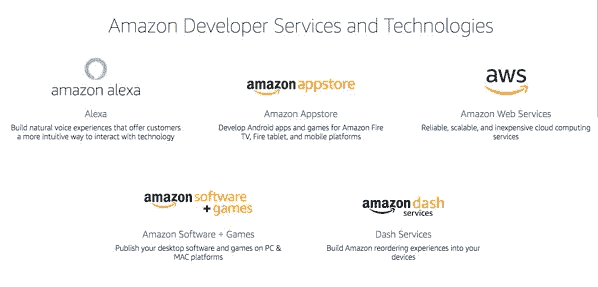 Amazon Developer Services and Technologies
amazon alexa
Alexa
Build natural voice experiences that offer customers
a more intuitive way to interact with technology
amazon appstore
Amazon Appstore
Develop Android apps and games for Amazon Fire
TV, Fire tablet, and mobile platforms
aws
Amazon Web Services
Reliable, scalable, and inexpensive cloud computing
services
amazon software
+ games
Amazon Software + Games
Publish your desktop software and games on PC &
MAC platforms
amazon dash
services
Dash Services
Build Amazon reordering experiences into your
devices